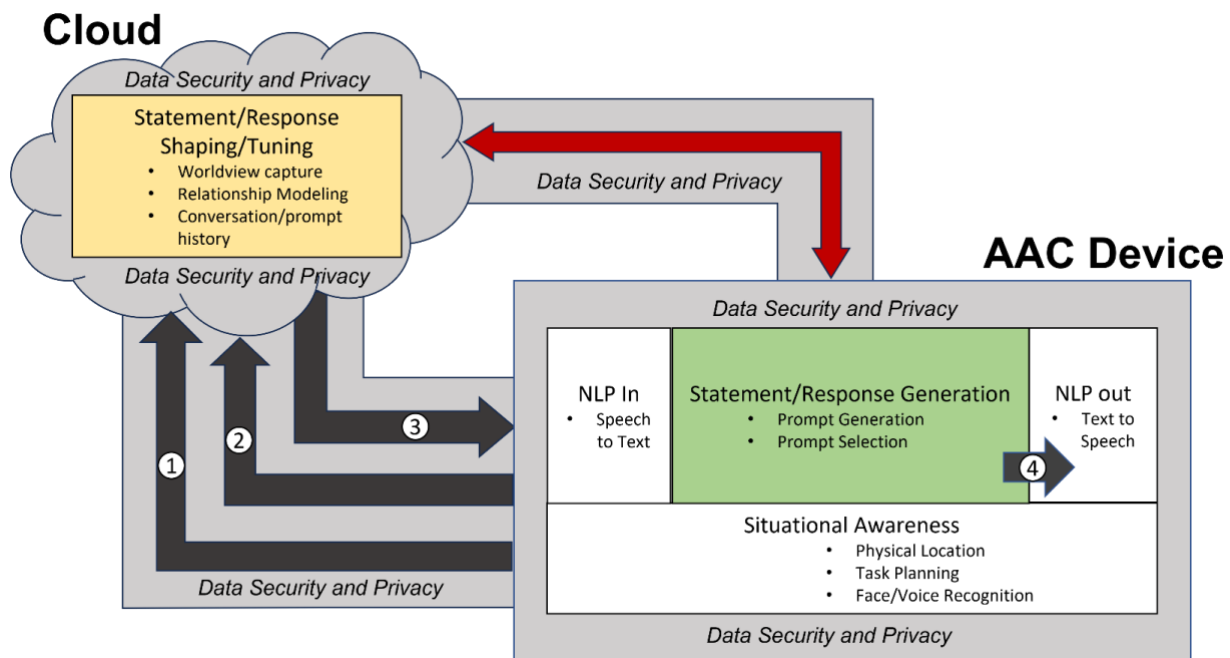 Cloud
Data Security and Privacy
Statement/Response
Shaping/Tuning
• Worldview capture
• Relationship Modeling
• Conversation/prompt
history
Data Security and Privacy
Data Security and Privacy
AAC Device
Data Security and Privacy
NLP In
• Speech
to Text
Statement/Response Generation
• Prompt Generation
• Prompt Selection
NLP out
• Text to
Speech
4
3
2
1
Situational Awareness
• Physical Location
• Task Planning
• Face/Voice Recognition
Data Security and Privacy
Data Security and Privacy